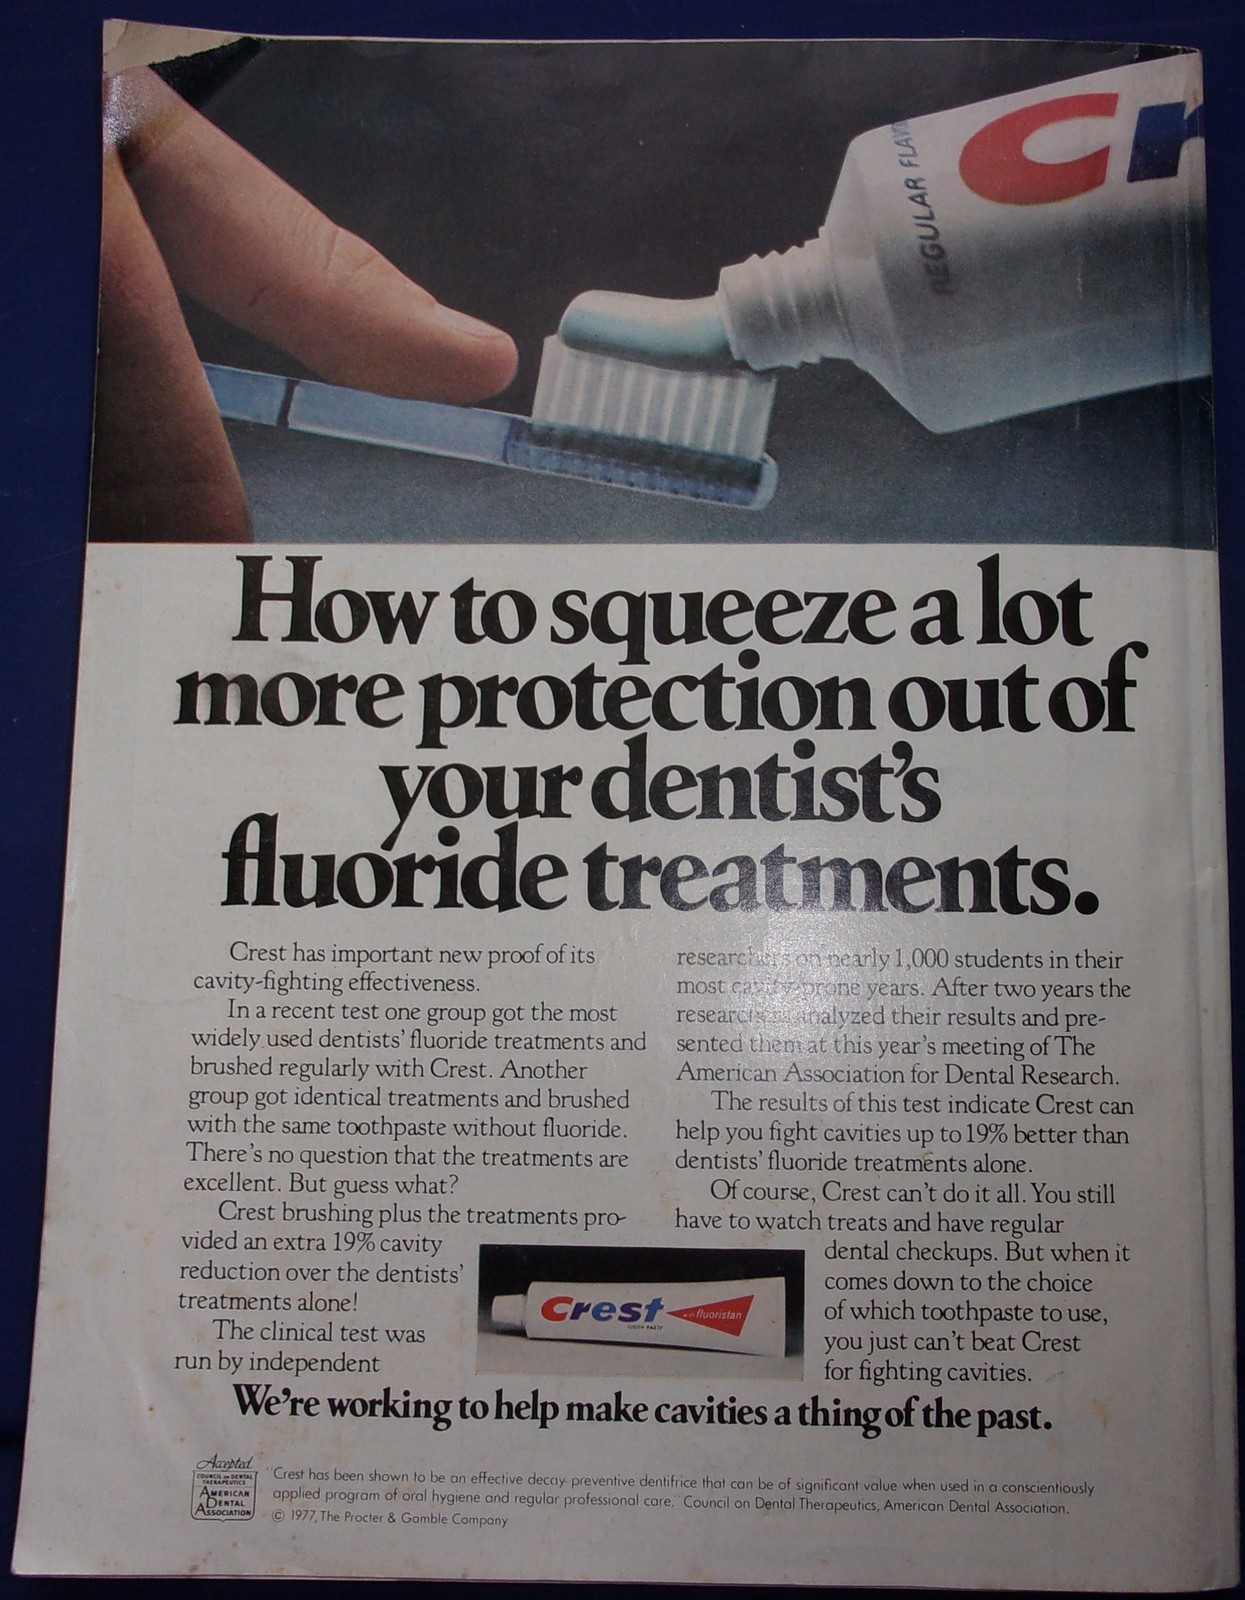 REGULAR FLAV
Cr
How to squeeze a lot
more protection out of
your dentist's
fluoride treatments.
Crest has important new proof of its
cavity-fighting effectiveness.
In a recent test one group got the most
widely used dentists' fluoride treatments and
brushed regularly with Crest. Another
group got identical treatments and brushed
with the same toothpaste without fluoride.
There's no question that the treatments are
excellent. But guess what?
Crest brushing plus the treatments pro-
vided an extra 19% cavity
reduction over the dentists'
treatments alone!
The clinical test was
run by independent
researchers on nearly 1,000 students in their
most cavity-prone years. After two years the
researchers analyzed their results and pre-
sented them at this year's meeting of The
American Association for Dental Research.
The results of this test indicate Crest can
help you fight cavities up to 19% better than
dentists' fluoride treatments alone.
Of course, Crest can't do it all. You still
have to watch treats and have regular
dental checkups. But when it
comes down to the choice
of which toothpaste to use,
you just can't beat Crest
for fighting cavities.
Crest
fluoristan
TOOTH PASTE
We're working to help make cavities a thing of the past.
Accepted
COUNCIL ON DENTAL
THERAPEUTICS
AMERICAN
DENTAL
ASSOCIATION
"Crest has been shown to be an effective decay-preventive dentifrice that can be of significant value when used in a conscientiously
applied program of oral hygiene and regular professional care." Council on Dental Therapeutics, American Dental Association.
© 1977, The Procter & Gamble Company